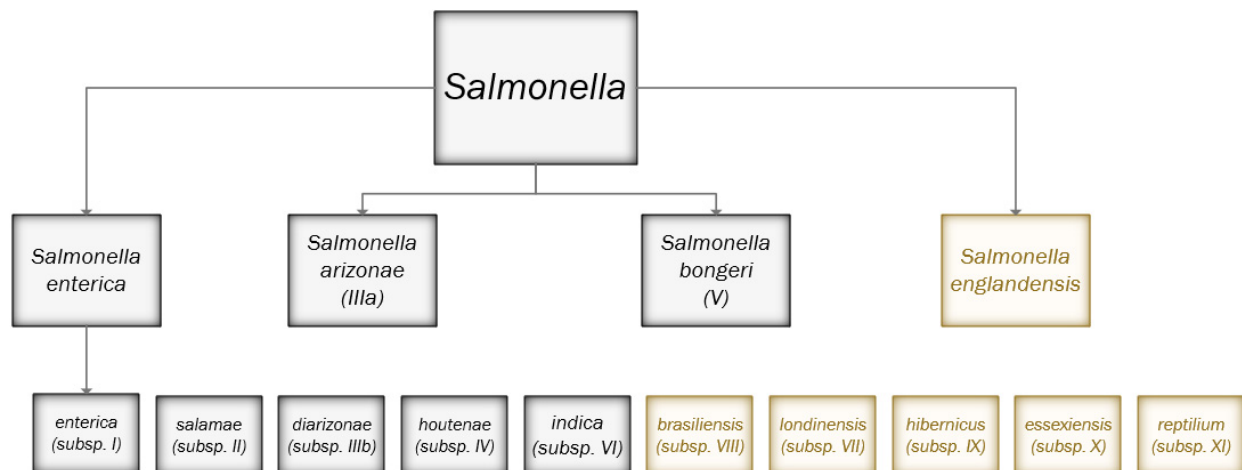 Salmonella
Salmonella
enterica
Salmonella
arizonae
(IIIa)
Salmonella
bongeri
(V)
Salmonella
englandensis
enterica
(subsp. I)
salamae
(subsp. II)
diarizonae
(subsp. IIIb)
houtenae
(subsp. IV)
indica
(subsp. VI)
brasiliensis
(subsp. VIII)
londinensis
(subsp. VII)
hibernicus
(subsp. IX)
essexiensis
(subsp. X)
reptilium
(subsp. XI)